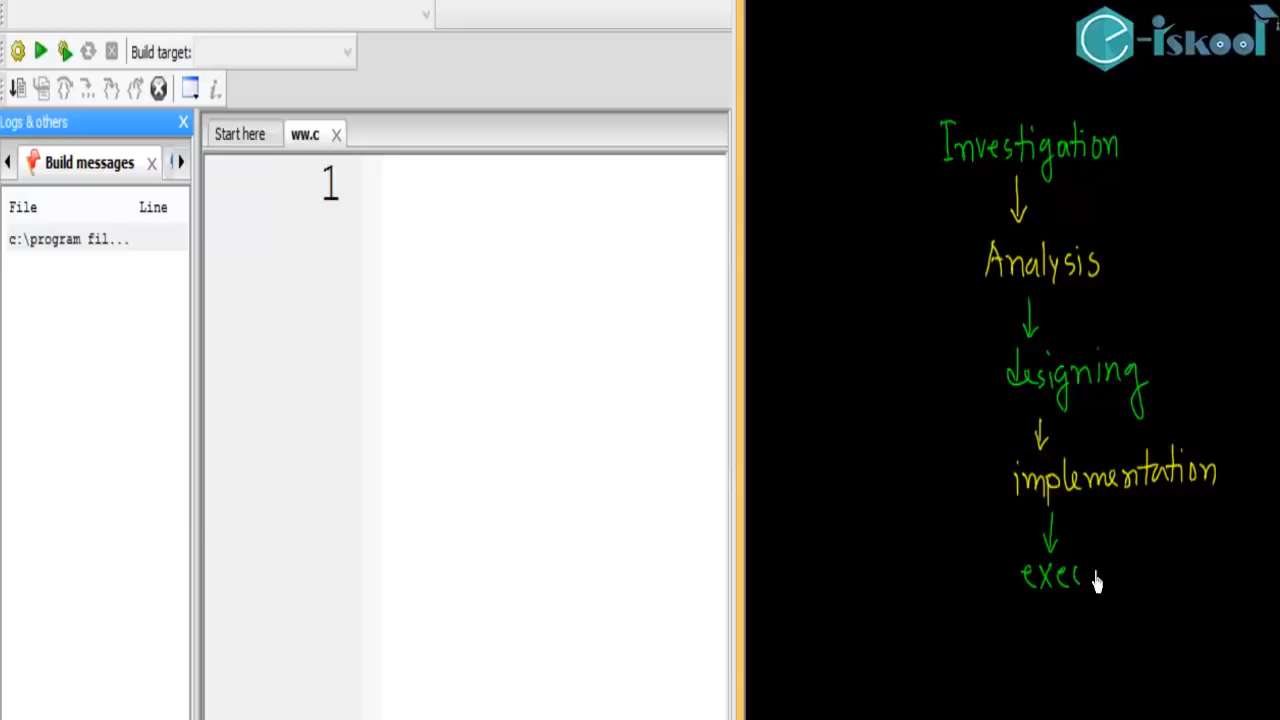 Build target:
Logs & others
Build messages
File Line
c:\program fil...
Start here
ww.c
1
e-iskool
Investigation
Analysis
designing
implementation
exec